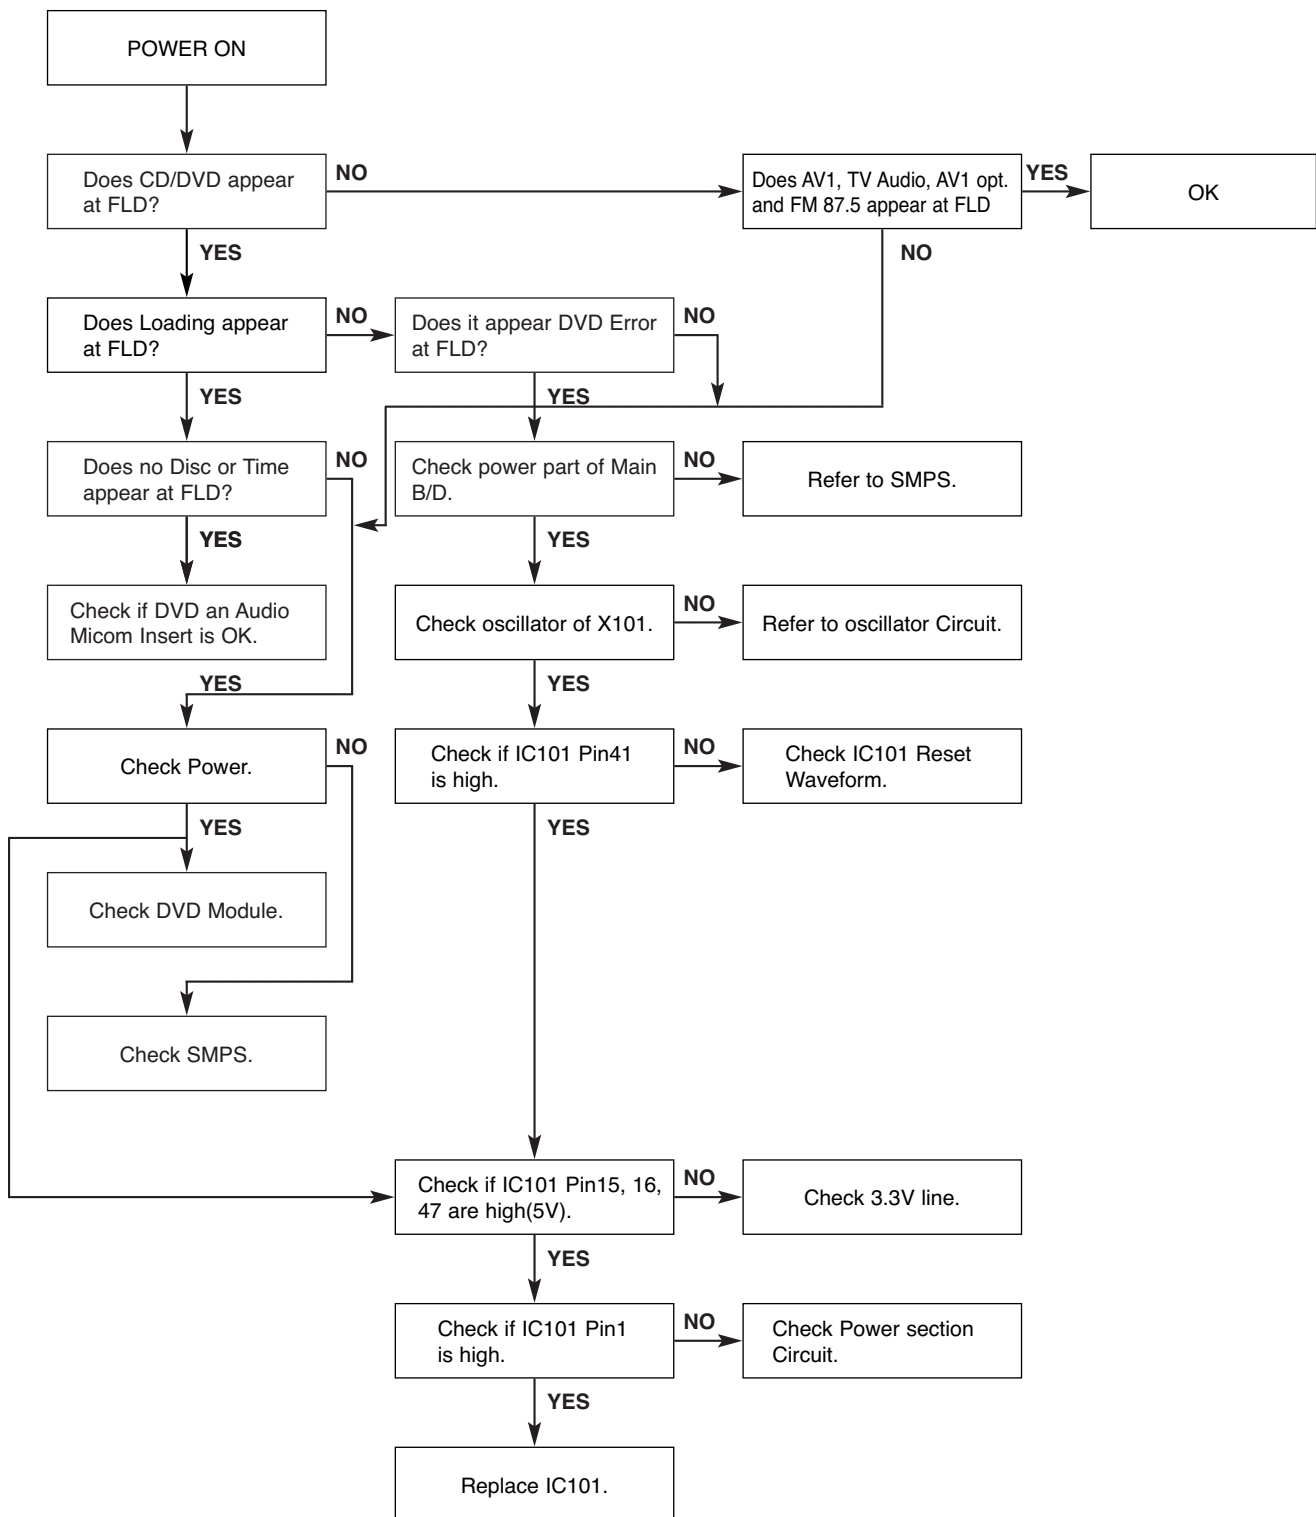 POWER ON
Does CD/DVD appear
at FLD?
NO
Does AV1, TV Audio, AV1 opt.
and FM 87.5 appear at FLD
YES
OK
YES
NO
Does Loading appear
at FLD?
NO
Does it appear DVD Error
at FLD?
NO
YES
YES
Does no Disc or Time
appear at FLD?
NO
Check power part of Main
B/D.
NO
Refer to SMPS.
YES
YES
Check if DVD an Audio
Micom Insert is OK.
Check oscillator of X101.
NO
Refer to oscillator Circuit.
YES
YES
Check Power.
NO
Check if IC101 Pin41
is high.
NO
Check IC101 Reset
Waveform.
YES
YES
Check DVD Module.
Check SMPS.
Check if IC101 Pin15, 16,
47 are high(5V).
NO
Check 3.3V line.
YES
Check if IC101 Pin1
is high.
NO
Check Power section
Circuit.
YES
Replace IC101.